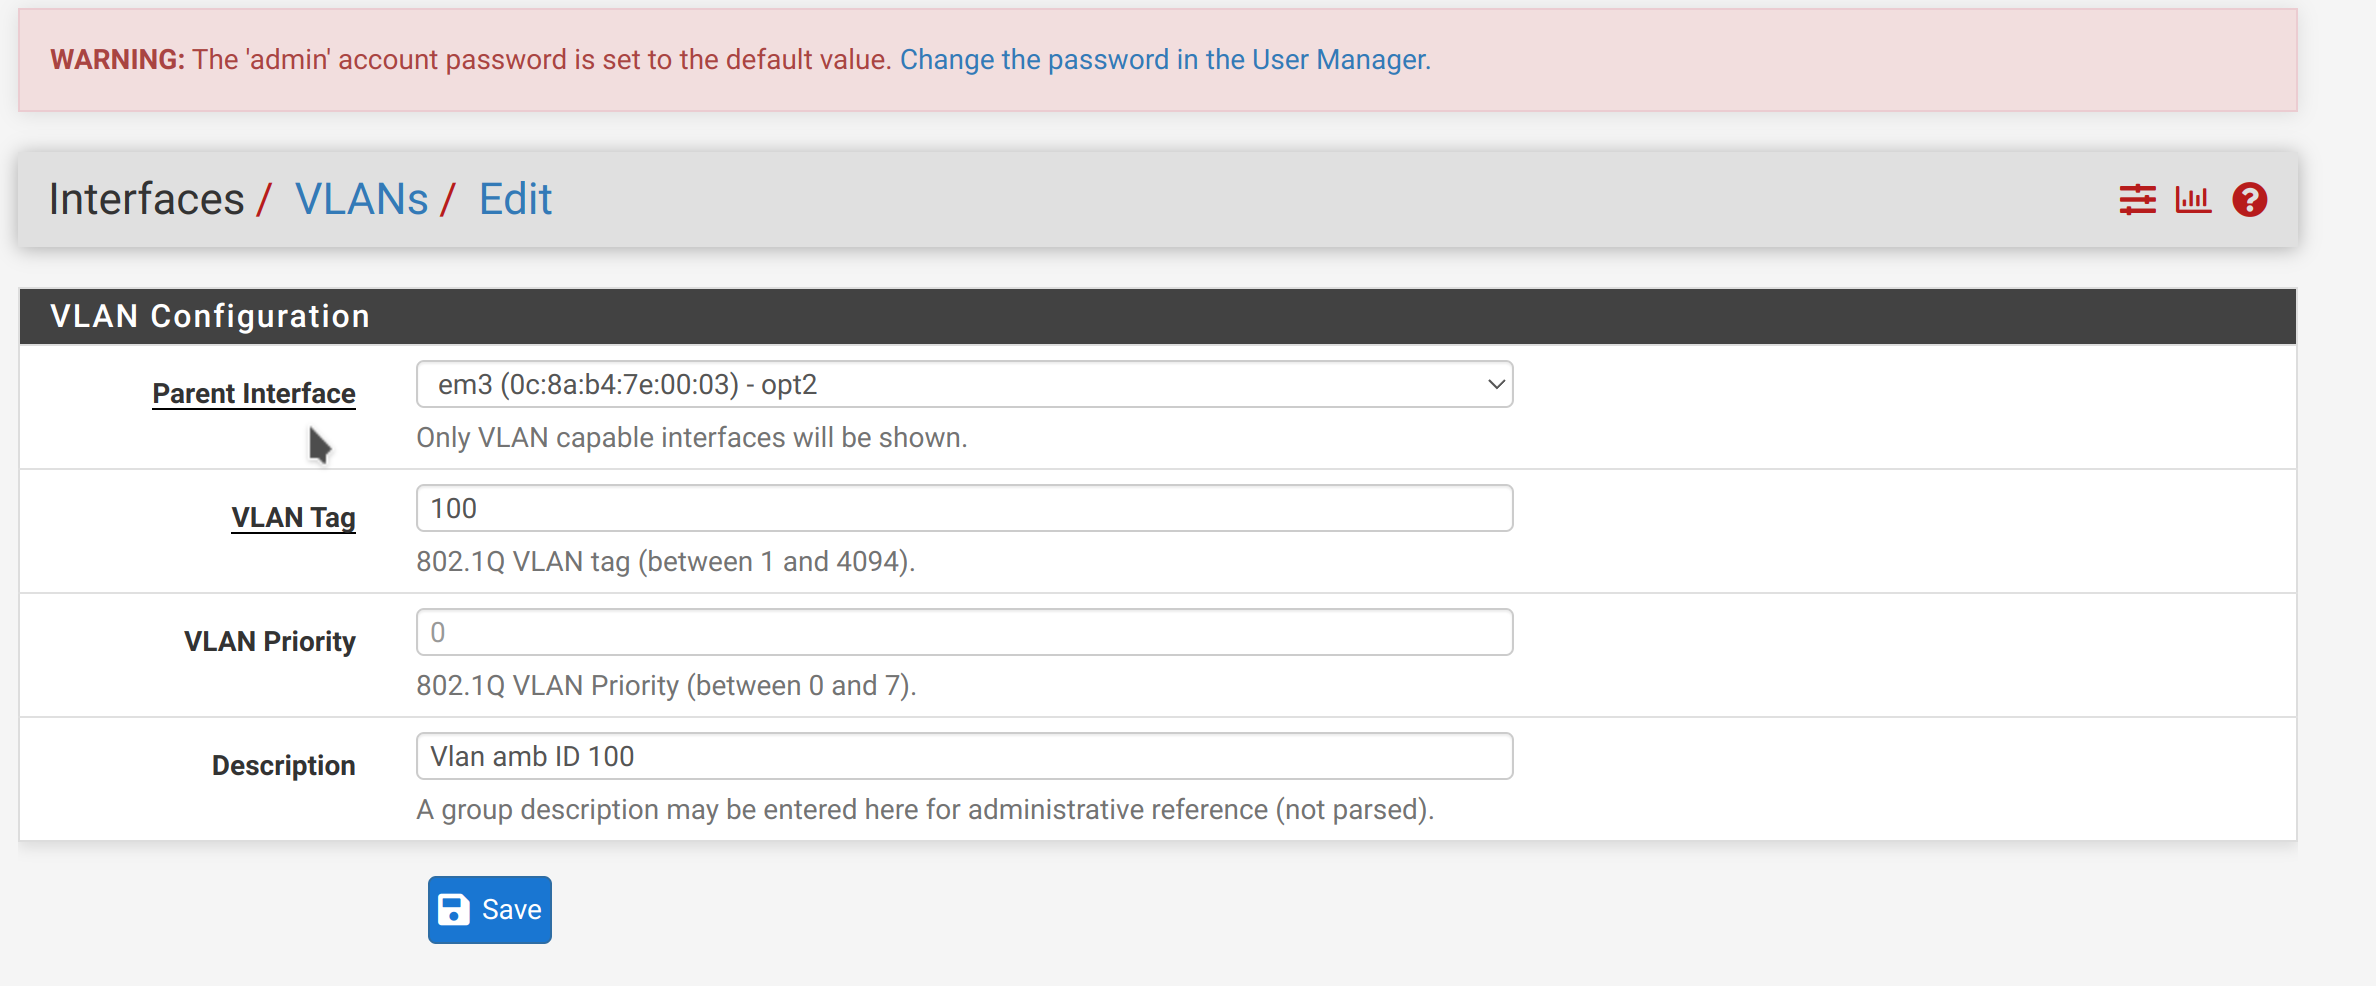 WARNING: The 'admin' account password is set to the default value. Change the password in the User Manager.
Interfaces / VLANs / Edit
VLAN Configuration
Parent Interface
em3 (0c:8a:b4:7e:00:03) - opt2
Only VLAN capable interfaces will be shown.
VLAN Tag
100
802.1Q VLAN tag (between 1 and 4094).
VLAN Priority
0
802.1Q VLAN Priority (between 0 and 7).
Description
Vlan amb ID 100
A group description may be entered here for administrative reference (not parsed).
Save